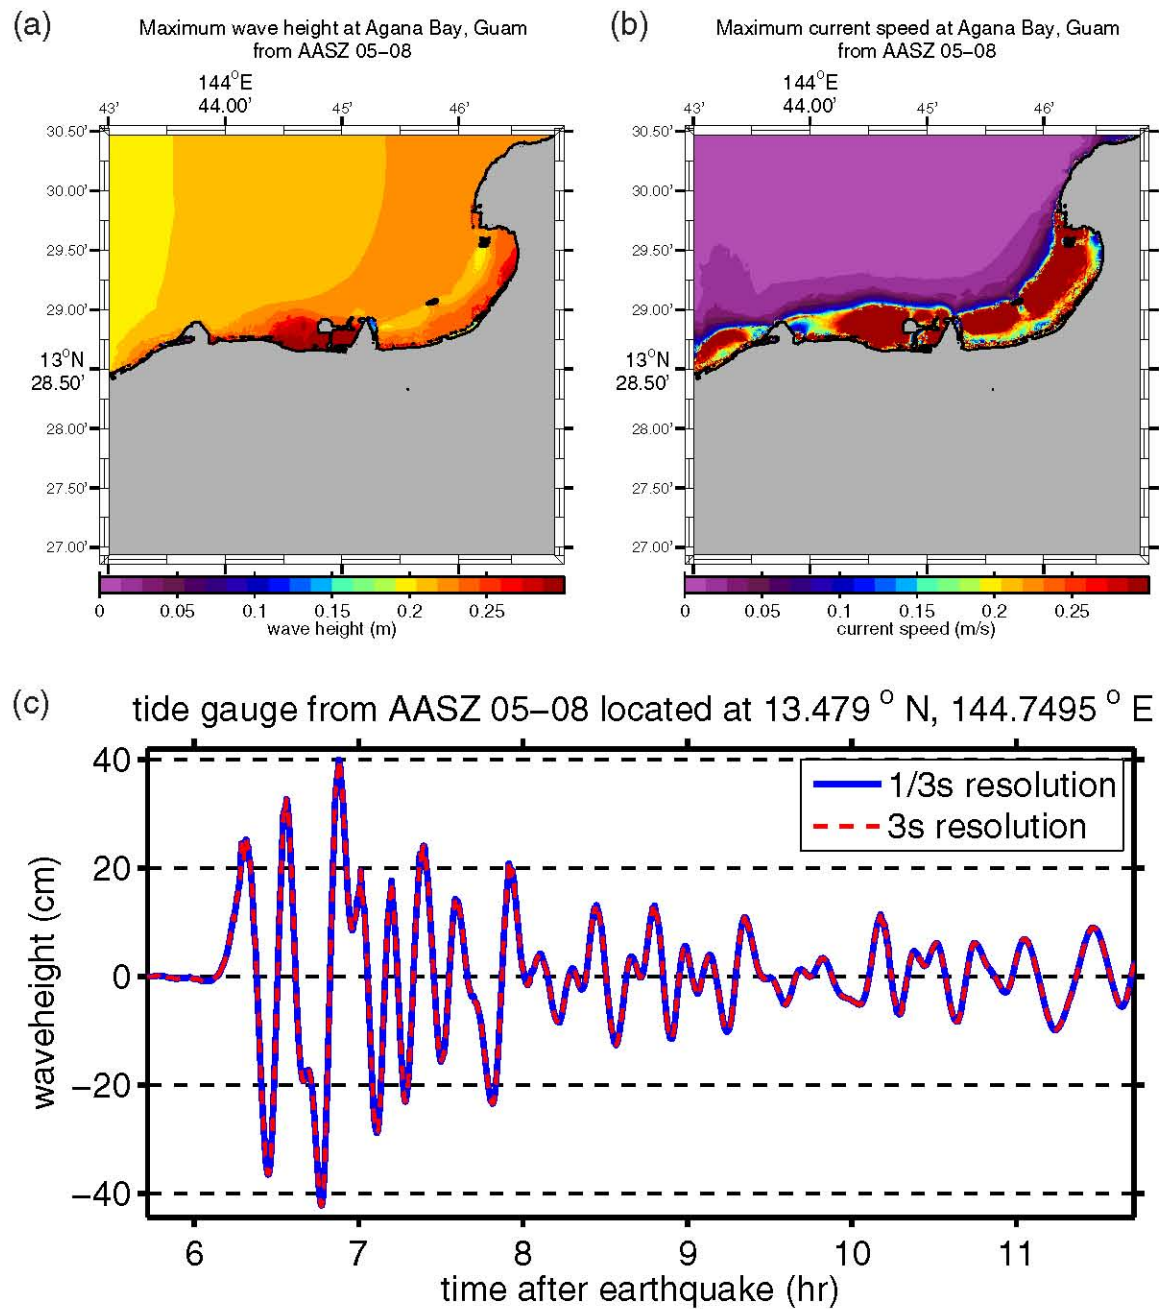 (a)
Maximum wave height at Agana Bay, Guam
from AASZ 05−08
144°E
43' 44.00' 45' 46'
30.50'
30.00'
29.50'
29.00'
13°N
28.50'
28.00'
27.50'
27.00'
0 0.05 0.1 0.15 0.2 0.25
wave height (m)
(b)
Maximum current speed at Agana Bay, Guam
from AASZ 05−08
144°E
43' 44.00' 45' 46'
30.50'
30.00'
29.50'
29.00'
13°N
28.50'
28.00'
27.50'
27.00'
0 0.05 0.1 0.15 0.2 0.25
current speed (m/s)
(c)
tide gauge from AASZ 05−08 located at 13.479 ° N, 144.7495 ° E
40
20
0
−20
−40
waveheight (cm)
1/3s resolution
3s resolution
6 7 8 9 10 11
time after earthquake (hr)